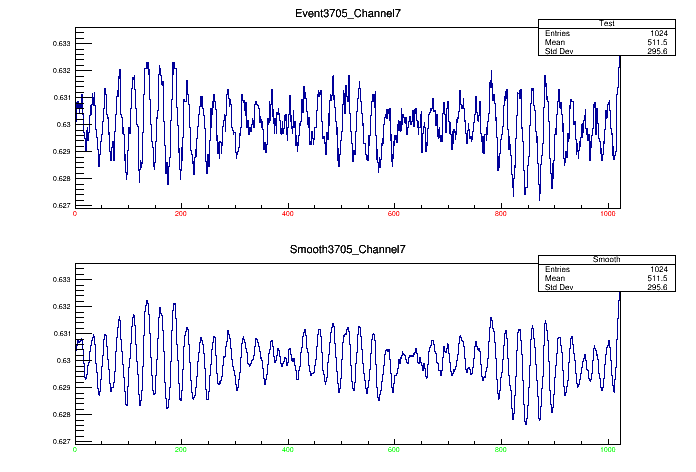 Event3705_Channel7
Test
Entries 1024
Mean 511.5
Std Dev 295.6
0.633
0.632
0.631
0.63
0.629
0.628
0.627
0 200 400 600 800 1000
Smooth3705_Channel7
Smooth
Entries 1024
Mean 511.5
Std Dev 295.6
0.633
0.632
0.631
0.63
0.629
0.628
0.627
0 200 400 600 800 1000